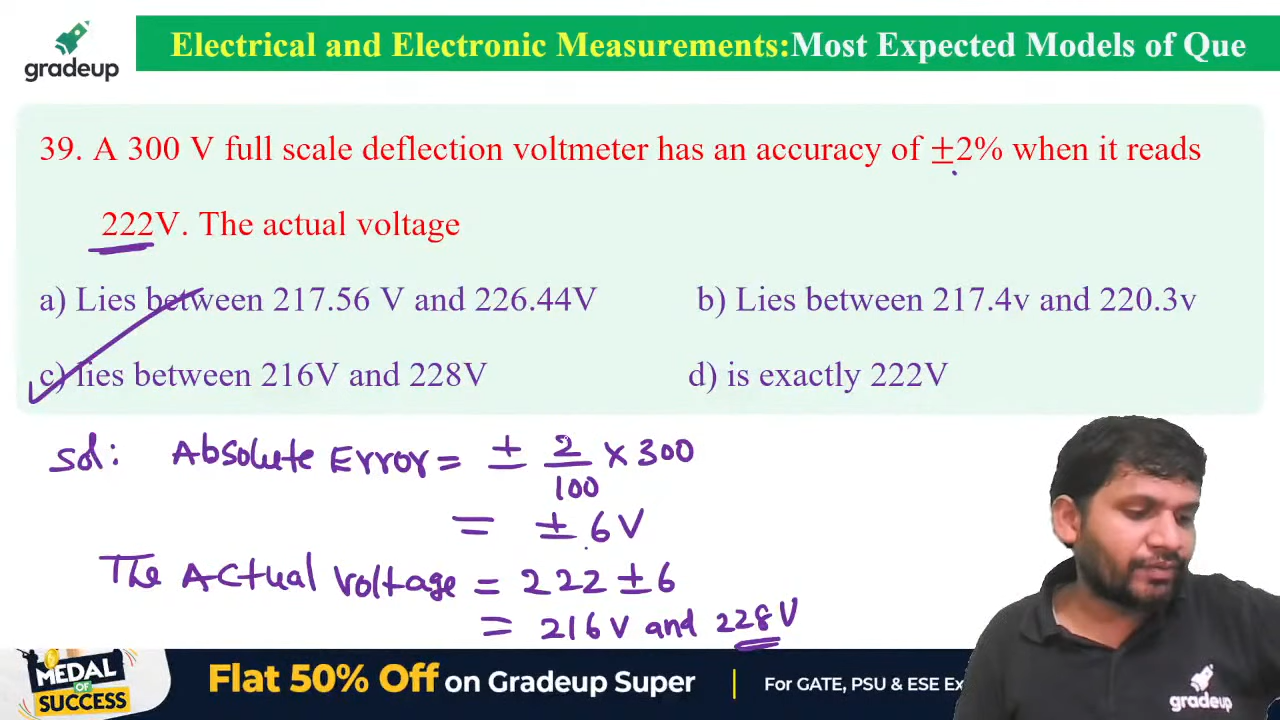 gradeup
Electrical and Electronic Measurements:Most Expected Models of Que
39. A 300 V full scale deflection voltmeter has an accuracy of ±2% when it reads
222V. The actual voltage
a) Lies between 217.56 V and 226.44V
b) Lies between 217.4v and 220.3v
c) lies between 216V and 228V
d) is exactly 222V
Sol: Absolute Error = ± 2/100 × 300
= ± 6V
The Actual Voltage = 222 ± 6
= 216V and 228V
MEDAL
OF
SUCCESS
Flat 50% Off on Gradeup Super
For GATE, PSU & ESE Ex
gradeup